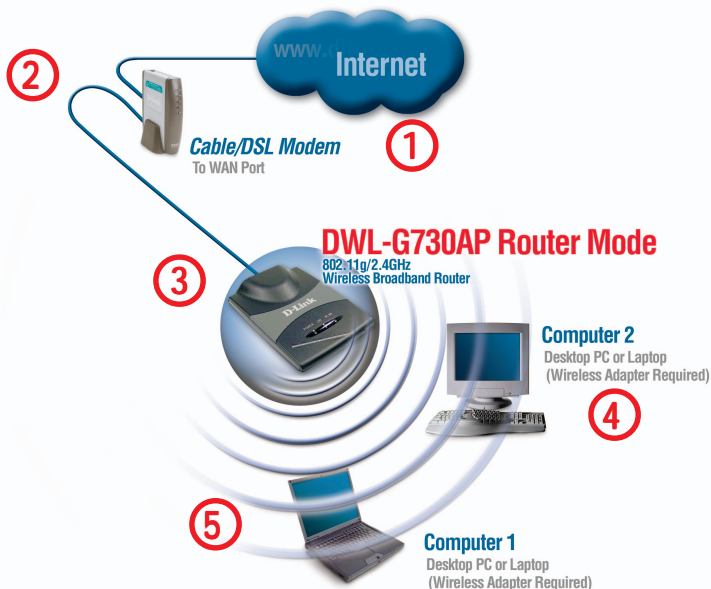 www.d
Internet
1
2
Cable/DSL Modem
To WAN Port
DWL-G730AP Router Mode
802.11g/2.4GHz
Wireless Broadband Router
3
D-Link
Computer 2
Desktop PC or Laptop
(Wireless Adapter Required)
4
5
Computer 1
Desktop PC or Laptop
(Wireless Adapter Required)